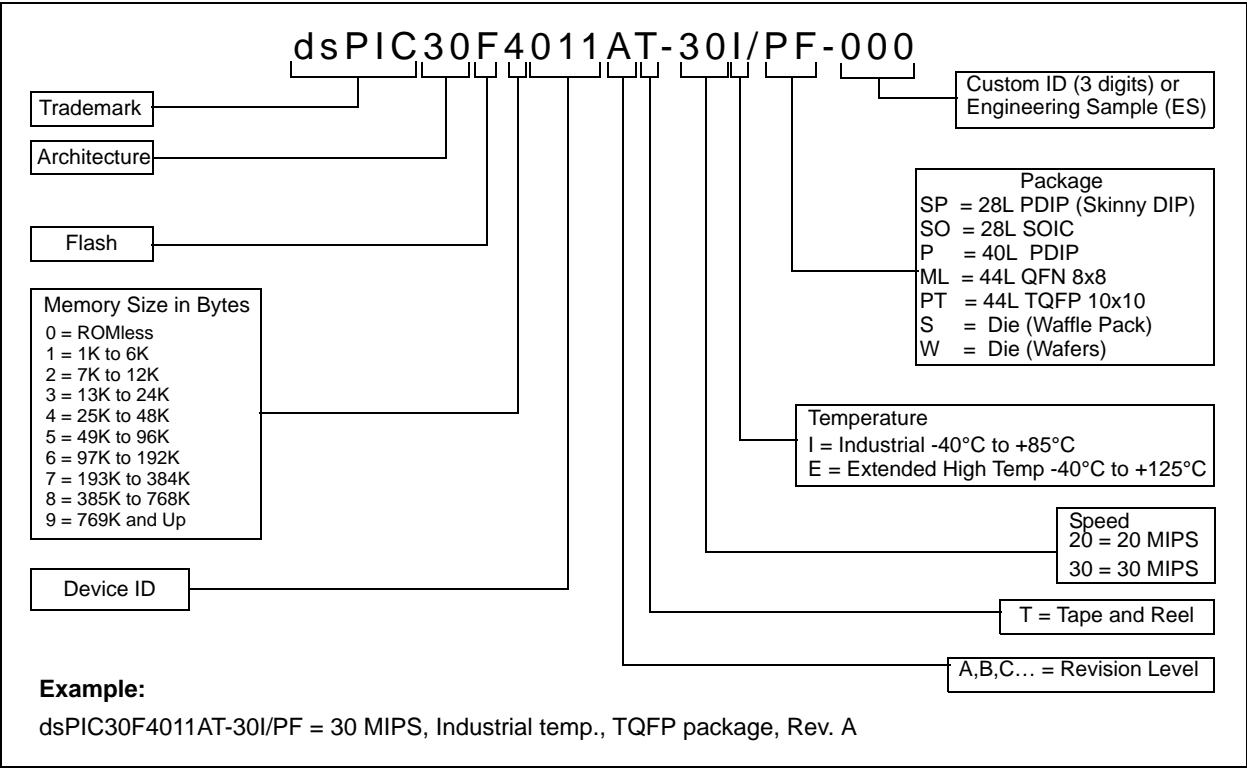 dsPIC30F4011AT-30I/PF-000
Trademark
Architecture
Flash
Memory Size in Bytes
0 = ROMless
1 = 1K to 6K
2 = 7K to 12K
3 = 13K to 24K
4 = 25K to 48K
5 = 49K to 96K
6 = 97K to 192K
7 = 193K to 384K
8 = 385K to 768K
9 = 769K and Up
Device ID
Custom ID (3 digits) or
Engineering Sample (ES)
Package
SP = 28L PDIP (Skinny DIP)
SO = 28L SOIC
P = 40L PDIP
ML = 44L QFN 8x8
PT = 44L TQFP 10x10
S = Die (Waffle Pack)
W = Die (Wafers)
Temperature
I = Industrial -40°C to +85°C
E = Extended High Temp -40°C to +125°C
Speed
20 = 20 MIPS
30 = 30 MIPS
T = Tape and Reel
A,B,C… = Revision Level
Example:
dsPIC30F4011AT-30I/PF = 30 MIPS, Industrial temp., TQFP package, Rev. A